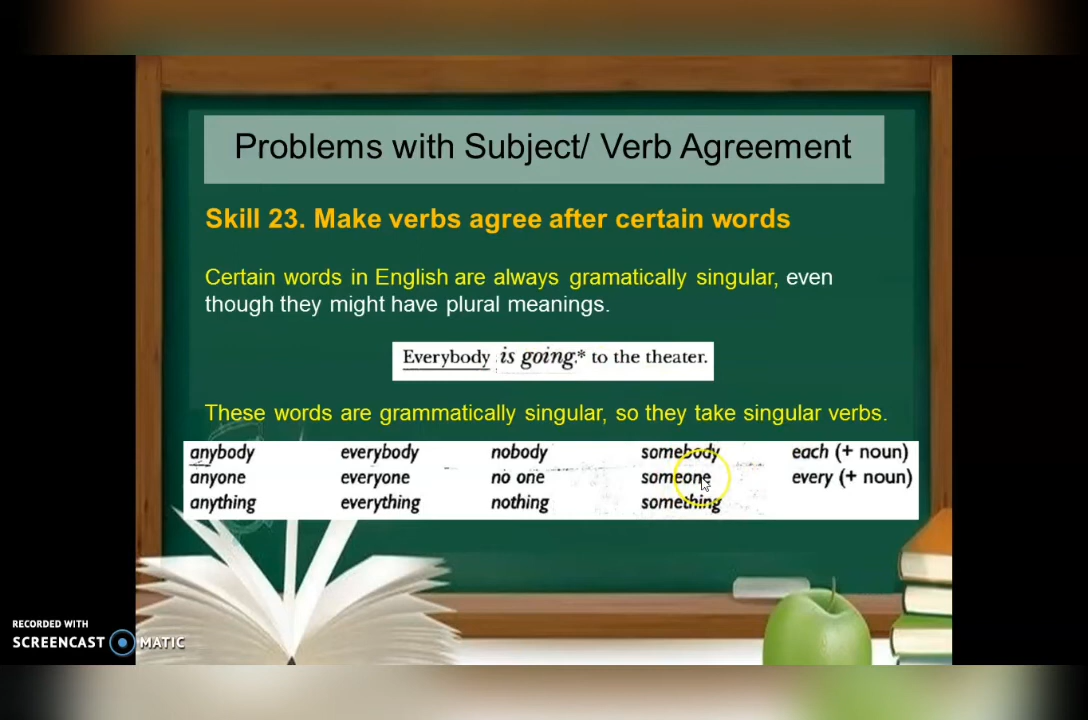 Problems with Subject/ Verb Agreement
Skill 23. Make verbs agree after certain words
Certain words in English are always gramatically singular, even
though they might have plural meanings.
Everybody is going.* to the theater.
These words are grammatically singular, so they take singular verbs.
anybody everybody nobody somebody each (+ noun)
anyone everyone no one someone every (+ noun)
anything everything nothing something
RECORDED WITH
SCREENCAST MATIC